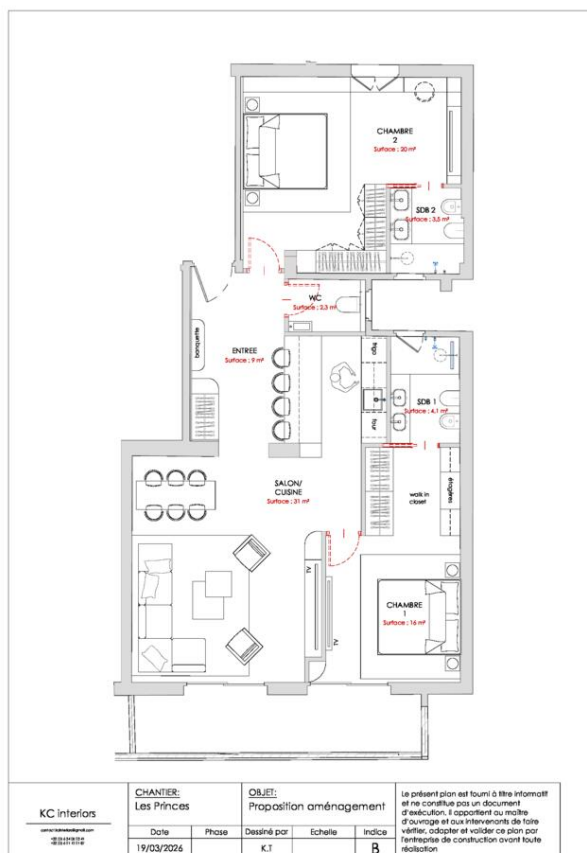 CHAMBRE
2
Surface : 20 m²
SDB 2
Surface : 3,5 m²
WC
Surface : 2,3 m²
banquette
ENTREE
Surface : 9 m²
frigo
four
SDB 1
Surface : 4,1 m²
SALON/
CUISINE
Surface : 31 m²
walk in
closet
étagères
TV
TV
CHAMBRE
1
Surface : 16 m²
KC interiors
CHANTIER:
Les Princes
OBJET:
Proposition aménagement
Date
Phase
Dessiné par
Echelle
Indice
19/03/2026
K.T
B
Le présent plan est fourni à titre informatif
et ne constitue pas un document
d'exécution. Il appartient au maître
d'ouvrage et aux intervenants de faire
vérifier, adapter et valider ce plan par
l'entreprise de construction avant toute
réalisation